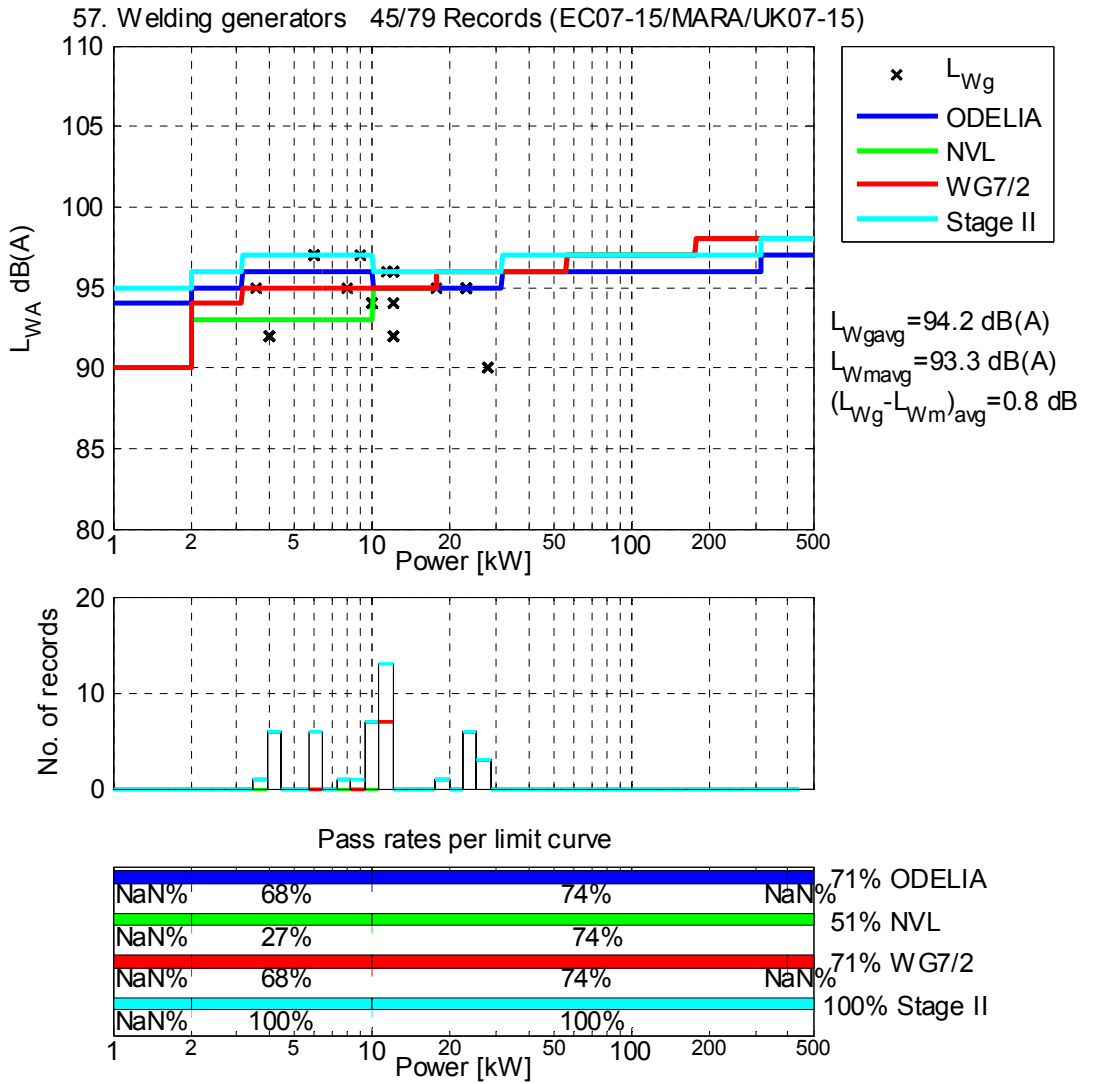 57. Welding generators 45/79 Records (EC07-15/MARA/UK07-15)
110
105
100
95
90
85
80
L_WA dB(A)
1 2 5 10 20 50 100 200 500
Power [kW]
L_Wg
ODELIA
NVL
WG7/2
Stage II
L_Wgavg=94.2 dB(A)
L_Wmavg=93.3 dB(A)
(L_Wg-L_Wm)_avg=0.8 dB
20
10
0
No. of records
1 2 5 10 20 50 100 200 500
Pass rates per limit curve
71% ODELIA
NaN% 68% 74% NaN%
51% NVL
NaN% 27% 74%
71% WG7/2
NaN% 68% 74% NaN%
100% Stage II
NaN% 100% 100%
1 2 5 10 20 50 100 200 500
Power [kW]